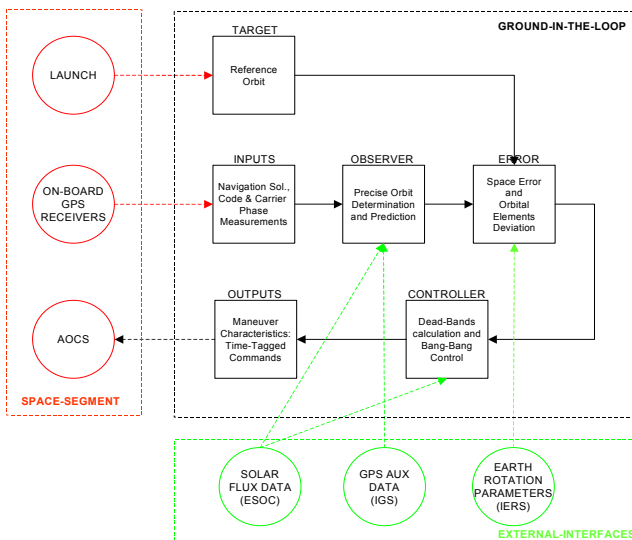 GROUND-IN-THE-LOOP
TARGET
LAUNCH
Reference
Orbit
INPUTS
OBSERVER
ERROR
ON-BOARD
GPS
RECEIVERS
Navigation Sol.,
Code & Carrier
Phase
Measurements
Precise Orbit
Determination
and Prediction
Space Error
and
Orbital
Elements
Deviation
OUTPUTS
CONTROLLER
AOCS
Maneuver
Characteristics:
Time-Tagged
Commands
Dead-Bands
calculation and
Bang-Bang
Control
SPACE-SEGMENT
SOLAR
FLUX DATA
(ESOC)
GPS AUX
DATA
(IGS)
EARTH
ROTATION
PARAMETERS
(IERS)
EXTERNAL-INTERFACES